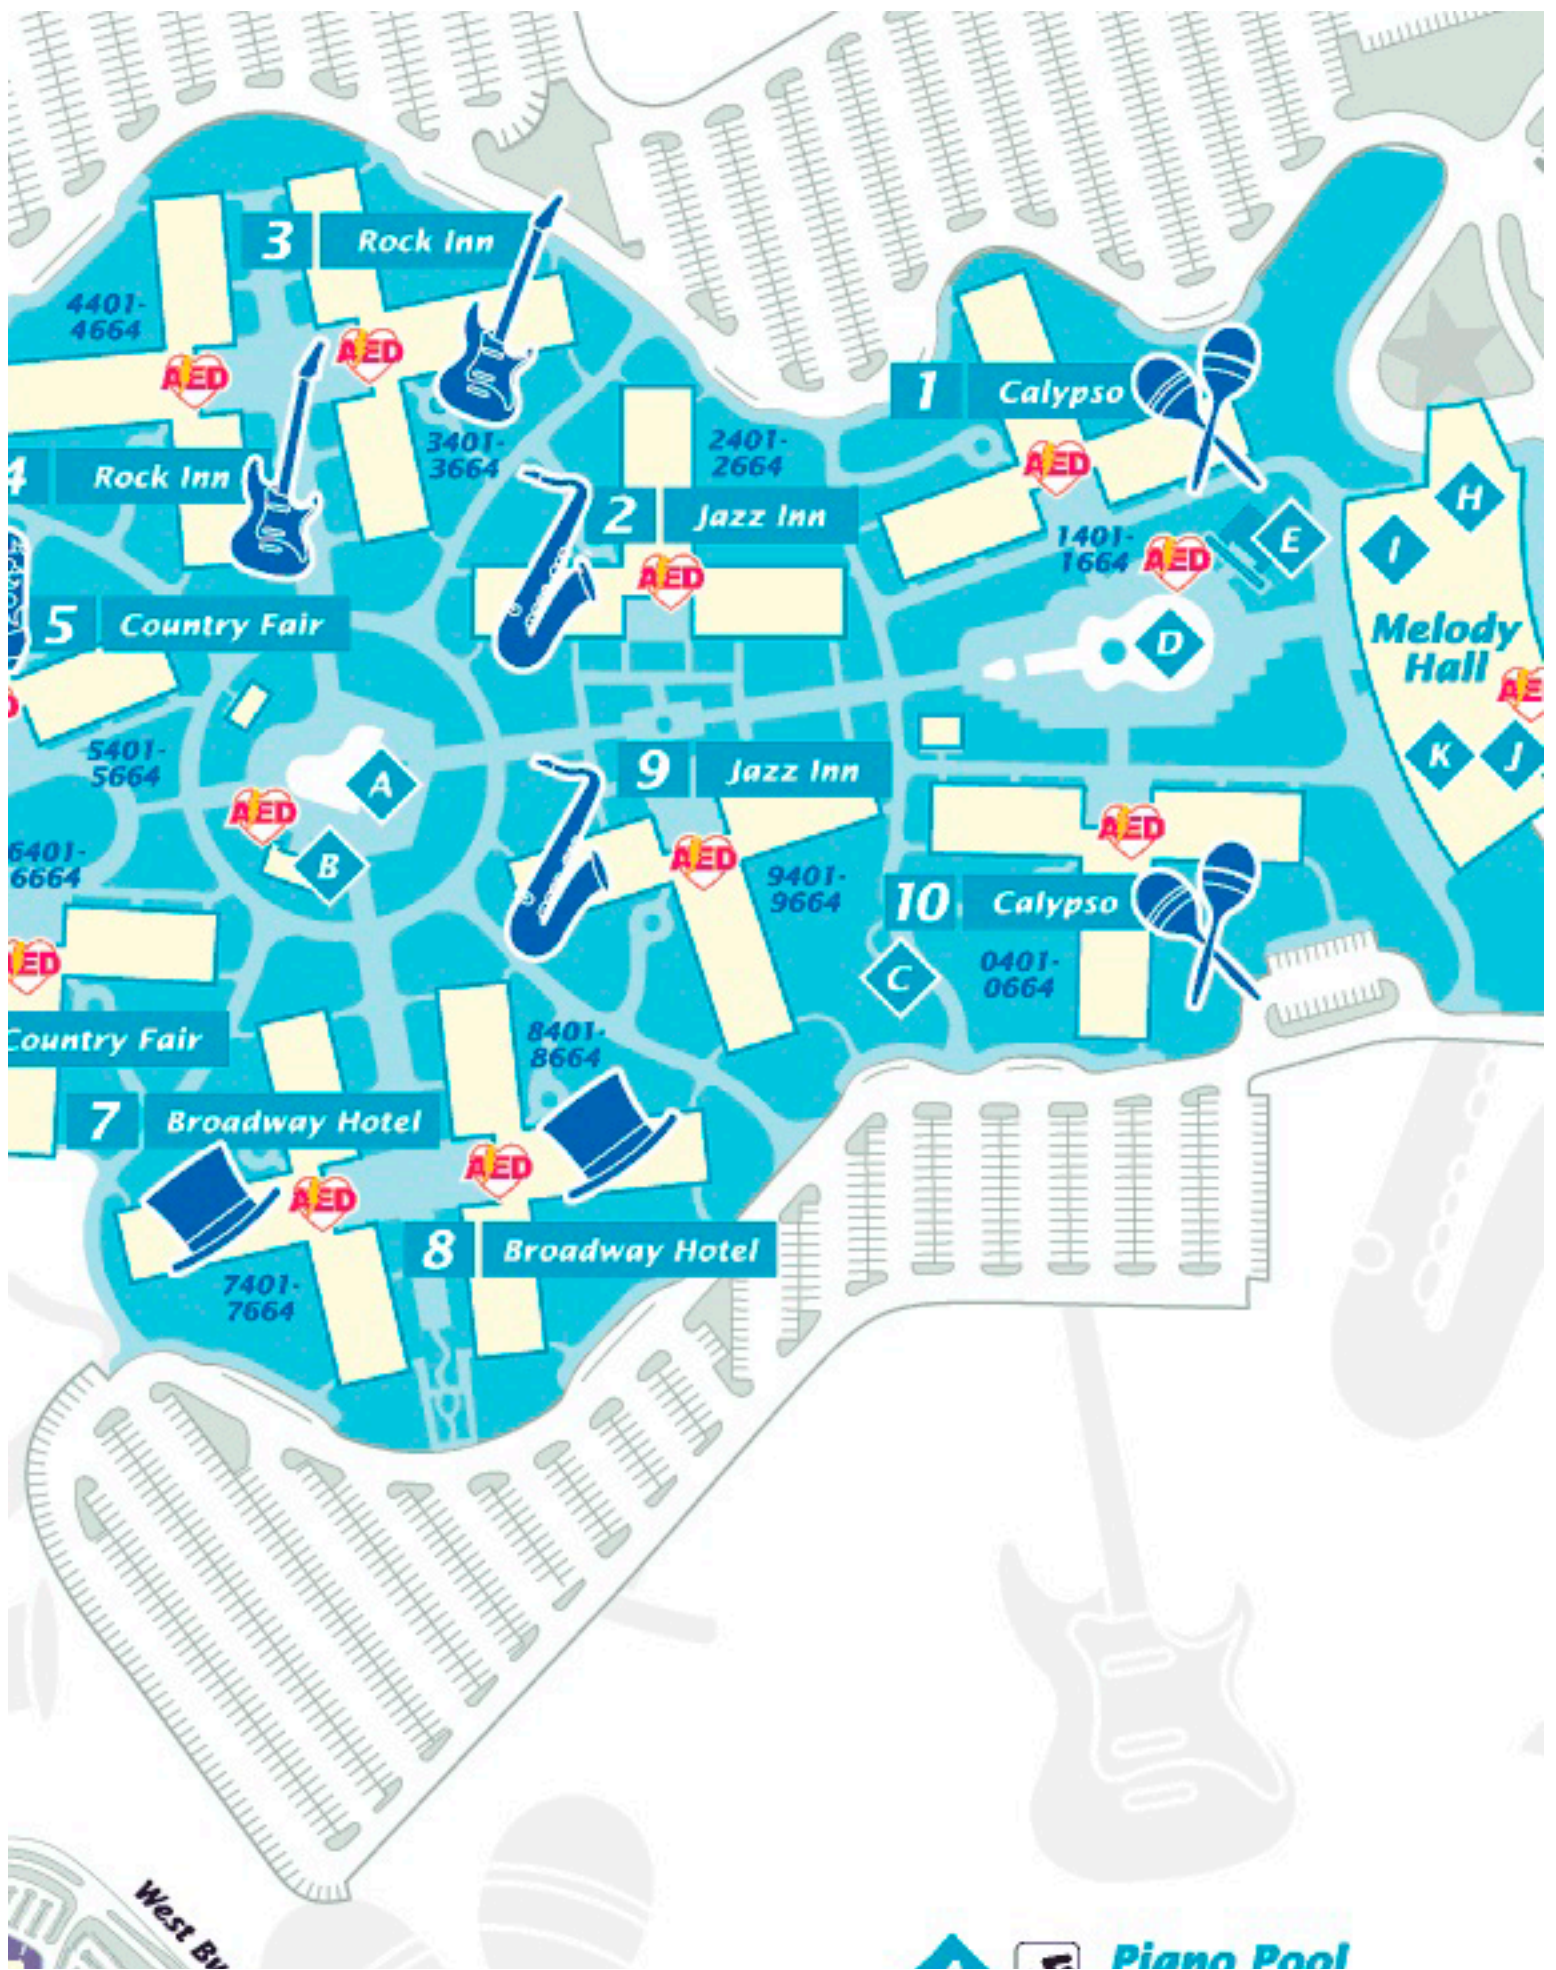 3 Rock Inn
4401-
4664
AED
AED
1 Calypso
3401-
3664
2401-
2664
AED
4 Rock Inn
H
2 Jazz Inn
1401-
1664
AED
E
I
AED
5 Country Fair
D
Melody
Hall
AE
5401-
5664
A
9 Jazz Inn
K
J
AED
AED
6401-
6664
B
AED
9401-
9664
10 Calypso
AED
C
0401-
0664
Country Fair
8401-
8664
7 Broadway Hotel
AED
AED
8 Broadway Hotel
7401-
7664
West Bu
Piano Pool